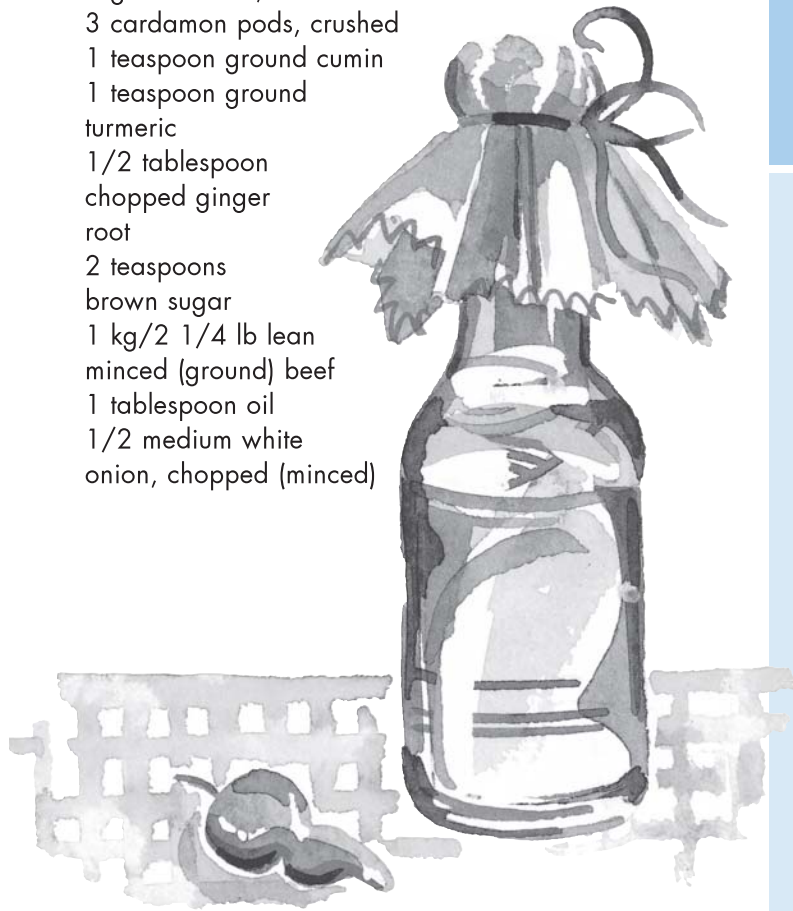 3 cardamon pods, crushed
1 teaspoon ground cumin
1 teaspoon ground
turmeric
1/2 tablespoon
chopped ginger
root
2 teaspoons
brown sugar
1 kg/2 1/4 lb lean
minced (ground) beef
1 tablespoon oil
1/2 medium white
onion, chopped (minced)